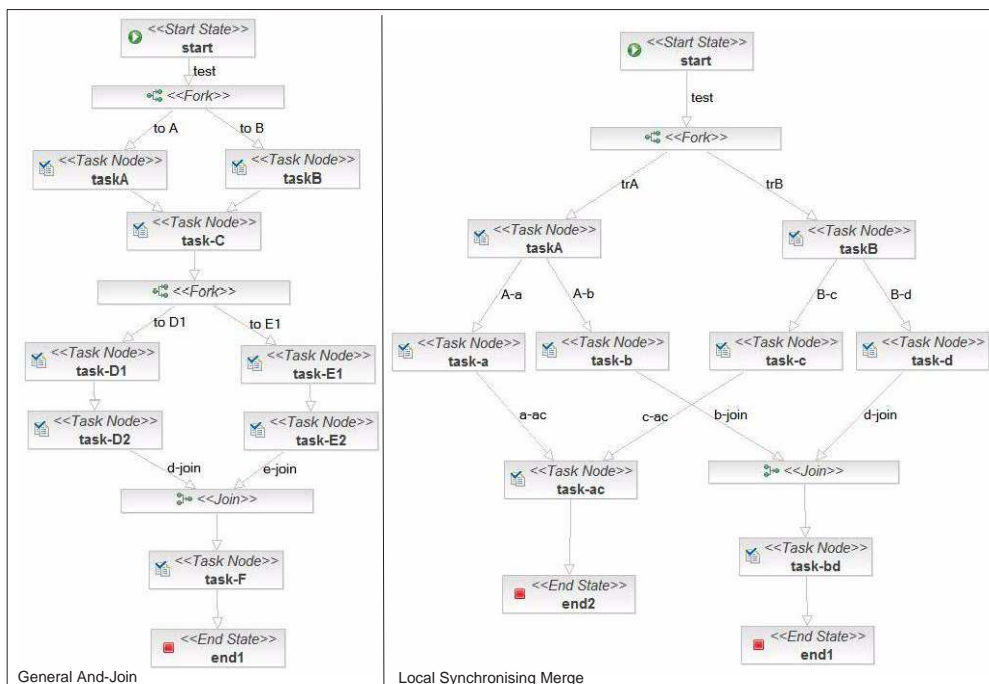 <<Start State>>
start
test
<<Fork>>
to A
to B
<<Task Node>>
taskA
<<Task Node>>
taskB
<<Task Node>>
task-C
<<Fork>>
to D1
to E1
<<Task Node>>
task-D1
<<Task Node>>
task-E1
<<Task Node>>
task-D2
<<Task Node>>
task-E2
d-join
e-join
<<Join>>
<<Task Node>>
task-F
<<End State>>
end1
General And-Join
<<Start State>>
start
test
<<Fork>>
trA
trB
<<Task Node>>
taskA
<<Task Node>>
taskB
A-a
A-b
B-c
B-d
<<Task Node>>
task-a
<<Task Node>>
task-b
<<Task Node>>
task-c
<<Task Node>>
task-d
a-ac
c-ac
b-join
d-join
<<Task Node>>
task-ac
<<Join>>
<<Task Node>>
task-bd
<<End State>>
end2
<<End State>>
end1
Local Synchronising Merge